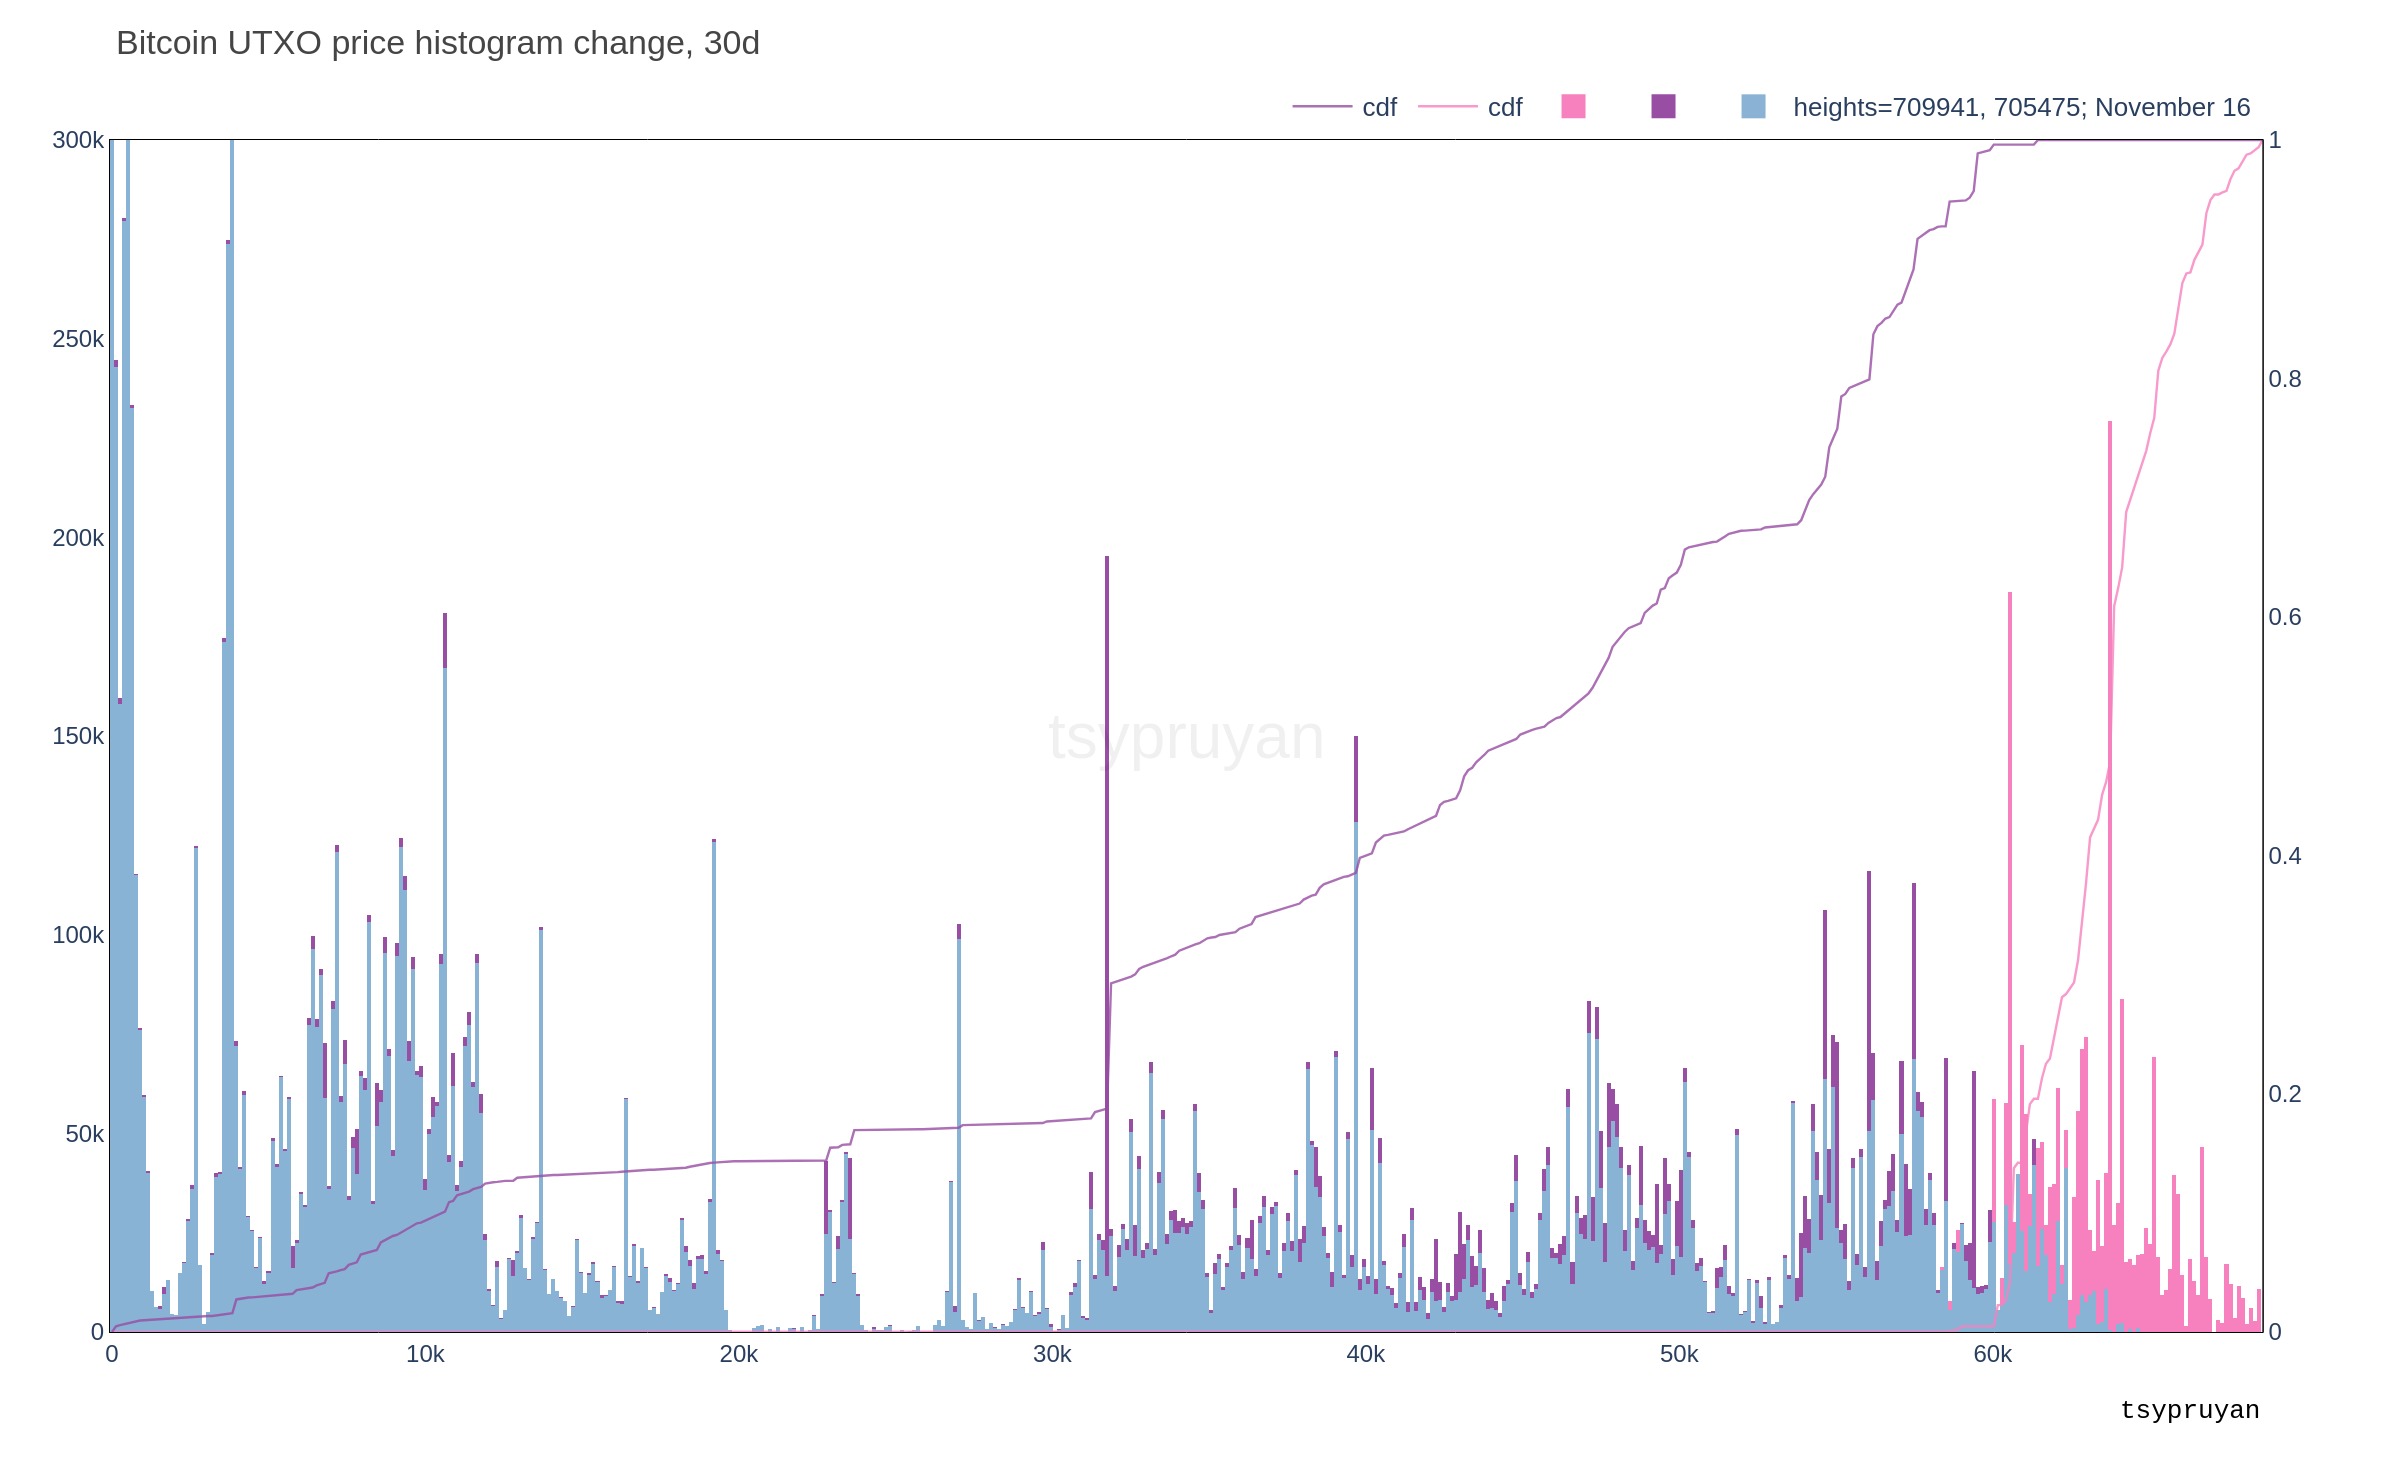 Bitcoin UTXO price histogram change, 30d
cdf cdf heights=709941, 705475; November 16
300k 1
250k
0.8
200k
0.6
150k
tsypruyan
0.4
100k
0.2
50k
0 0
0 10k 20k 30k 40k 50k 60k
tsypruyan